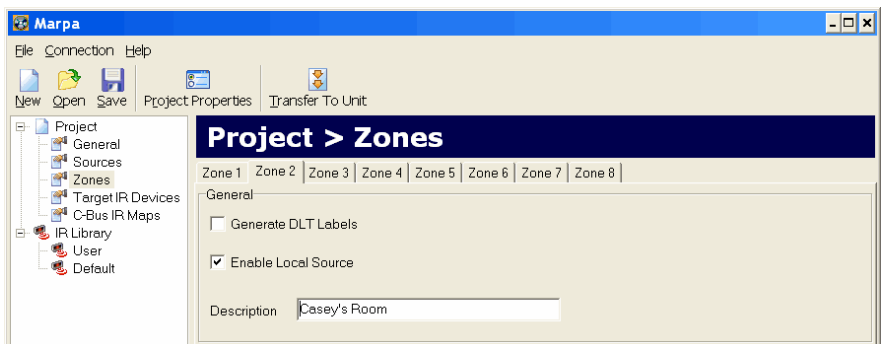 Marpa
File Connection Help
New Open Save Project Properties Transfer To Unit
Project
General
Sources
Zones
Target IR Devices
C-Bus IR Maps
IR Library
User
Default
Project > Zones
Zone 1 Zone 2 Zone 3 Zone 4 Zone 5 Zone 6 Zone 7 Zone 8
General
Generate DLT Labels
Enable Local Source
Description Casey's Room